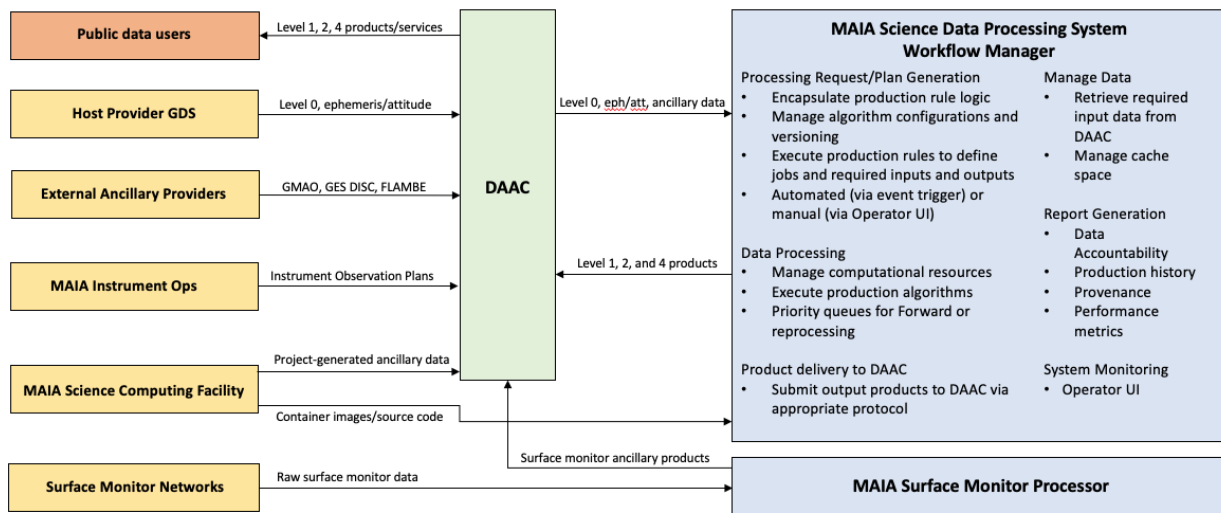 Public data users
Level 1, 2, 4 products/services
Host Provider GDS
Level 0, ephemeris/attitude
External Ancillary Providers
GMAO, GES DISC, FLAMBE
MAIA Instrument Ops
Instrument Observation Plans
MAIA Science Computing Facility
Project-generated ancillary data
Container images/source code
Surface Monitor Networks
Raw surface monitor data
DAAC
Level 0, eph/att, ancillary data
Level 1, 2, and 4 products
Surface monitor ancillary products
MAIA Science Data Processing System
Workflow Manager
Processing Request/Plan Generation
• Encapsulate production rule logic
• Manage algorithm configurations and
versioning
• Execute production rules to define
jobs and required inputs and outputs
• Automated (via event trigger) or
manual (via Operator UI)
Data Processing
• Manage computational resources
• Execute production algorithms
• Priority queues for Forward or
reprocessing
Product delivery to DAAC
• Submit output products to DAAC via
appropriate protocol
Manage Data
• Retrieve required
input data from
DAAC
• Manage cache
space
Report Generation
• Data
Accountability
• Production history
• Provenance
• Performance
metrics
System Monitoring
• Operator UI
MAIA Surface Monitor Processor